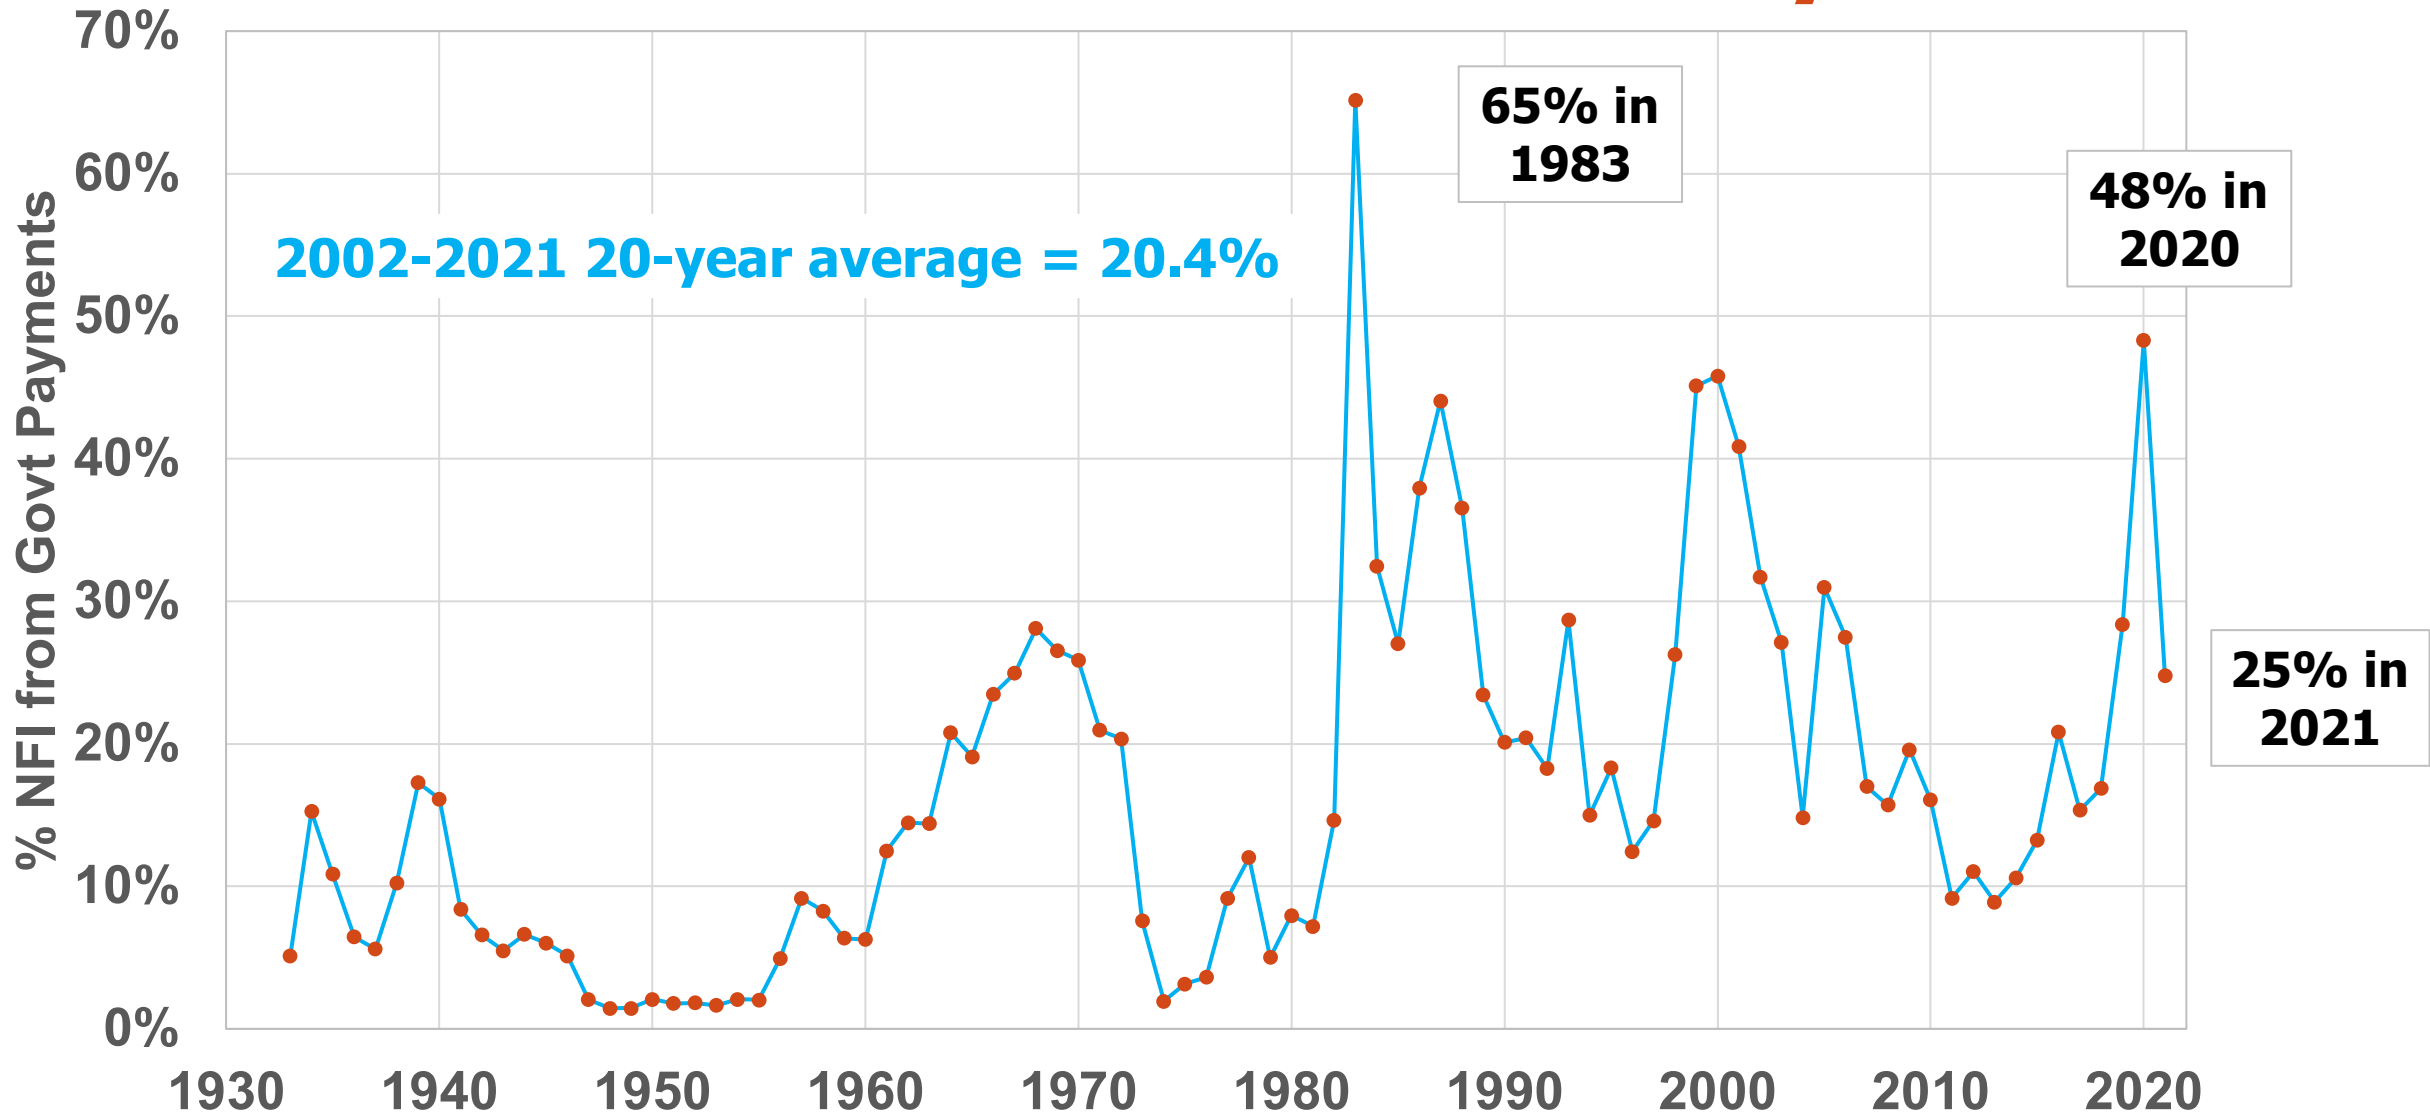 70%
60%
50%
40%
30%
20%
10%
0%
% NFI from Govt Payments
2002-2021 20-year average = 20.4%
65% in
1983
48% in
2020
25% in
2021
1930 1940 1950 1960 1970 1980 1990 2000 2010 2020